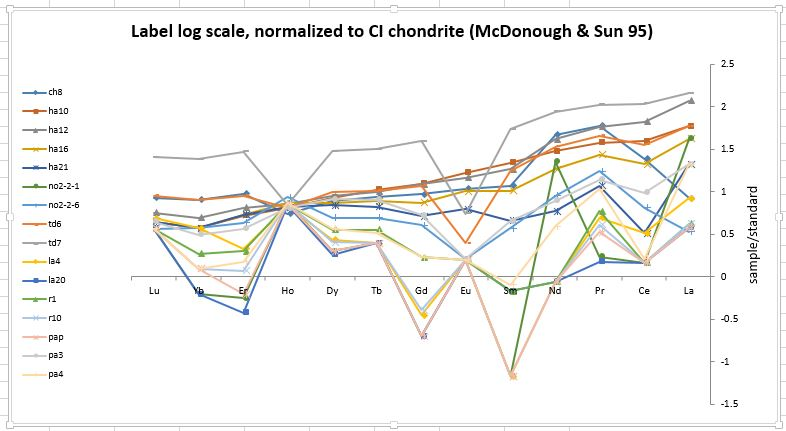 Label log scale, normalized to CI chondrite (McDonough & Sun 95)
ch8
ha10
ha12
ha16
ha21
no2-2-1
no2-2-6
td6
td7
la4
la20
r1
r10
pap
pa3
pa4
2.5
2
1.5
1
0.5
0
-0.5
-1
-1.5
sample/standard
Lu Yb Er Ho Dy Tb Gd Eu Sm Nd Pr Ce La